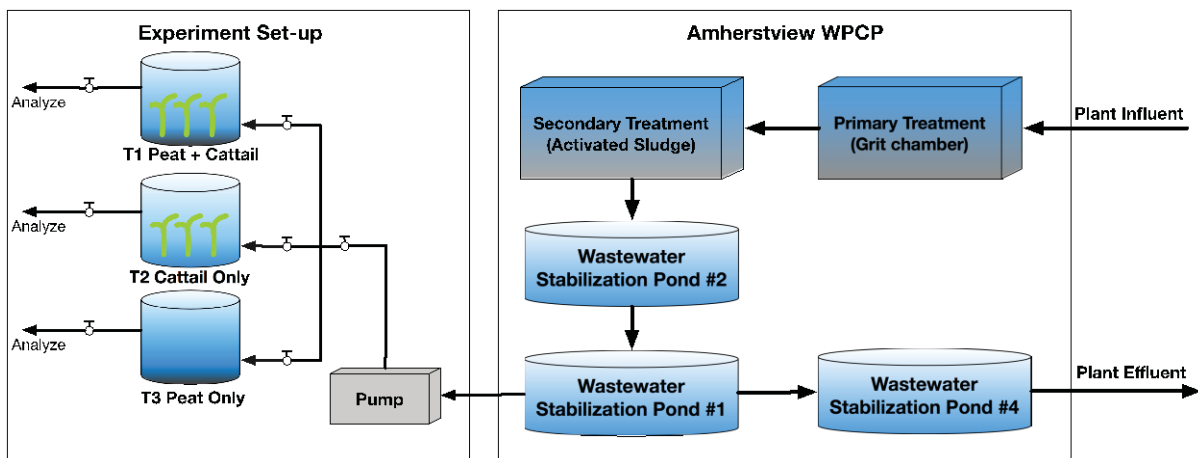 Experiment Set-up
Analyze
T1 Peat + Cattail
Analyze
T2 Cattail Only
Analyze
T3 Peat Only
Pump
Amherstview WPCP
Secondary Treatment
(Activated Sludge)
Primary Treatment
(Grit chamber)
Plant Influent
Wastewater
Stabilization Pond #2
Wastewater
Stabilization Pond #1
Wastewater
Stabilization Pond #4
Plant Effluent